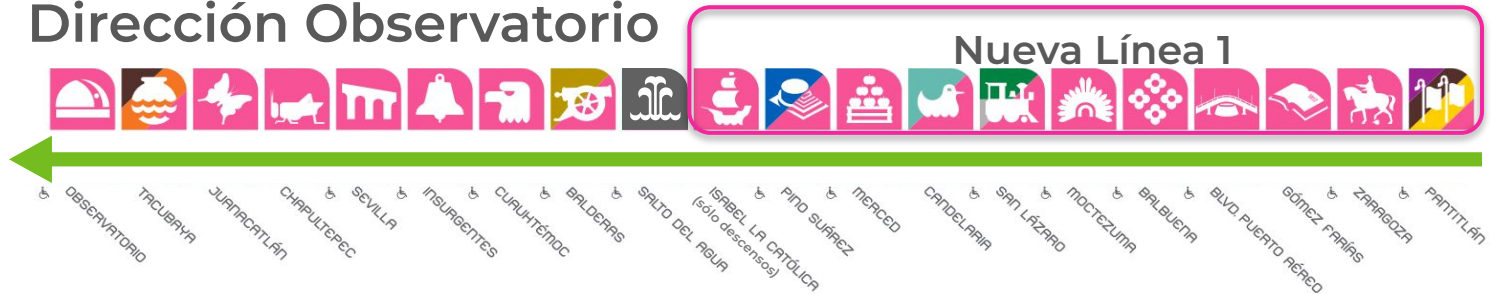 Dirección Observatorio
Nueva Línea 1
OBSERVATORIO
TACUBAYA
JUANACATLÁN
CHAPULTEPEC
SEVILLA
INSURGENTES
CUAUHTÉMOC
BALDERAS
SALTO DEL AGUA
ISABEL LA CATÓLICA
(sólo descensos)
PINO SUÁREZ
MERCED
CANDELARIA
SAN LÁZARO
MOCTEZUMA
BALBUENA
BLVD. PUERTO AÉREO
GÓMEZ FARÍAS
ZARAGOZA
PANTITLÁN